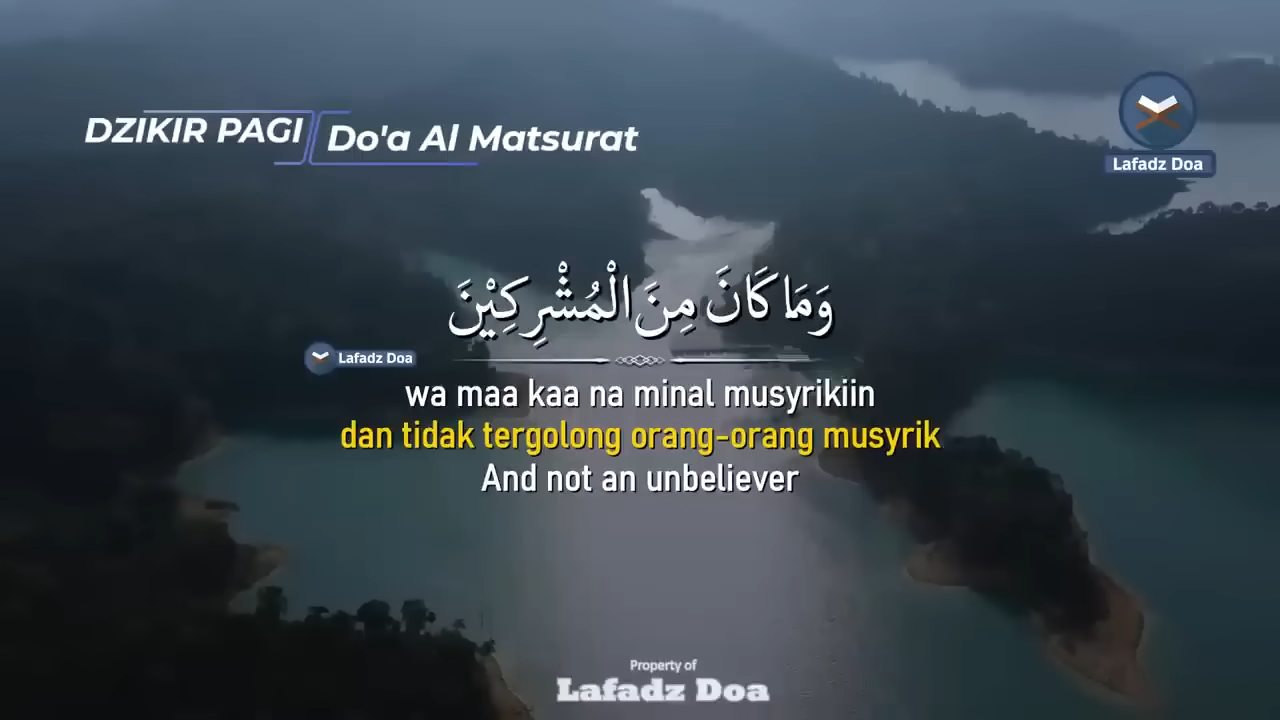 DZIKIR PAGI
Do'a Al Matsurat
Lafadz Doa
وَمَا كَانَ مِنَ الْمُشْرِكِيْنَ
Lafadz Doa
wa maa kaa na minal musyrikiin
dan tidak tergolong orang-orang musyrik
And not an unbeliever
Property of
Lafadz Doa